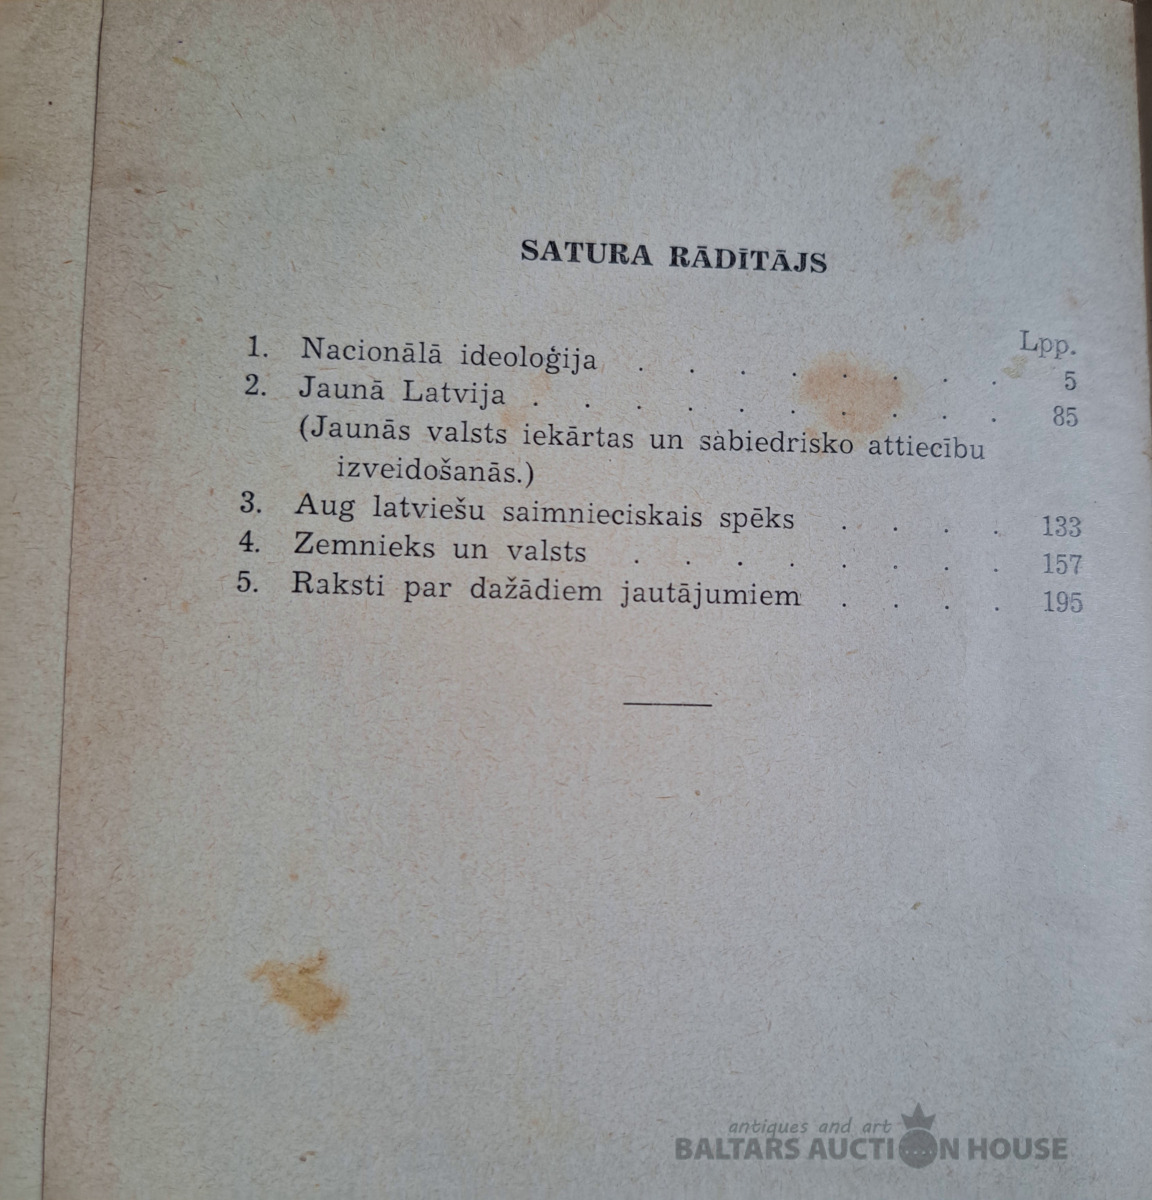 SATURA RĀDĪTĀJS
Lpp.
1. Nacionālā ideoloģija . . . . . . . . 5
2. Jaunā Latvija . . . . . . . . . . 85
(Jaunās valsts iekārtas un sabiedrisko attiecību
izveidošanās.)
3. Aug latviešu saimnieciskais spēks . . . . 133
4. Zemnieks un valsts . . . . . . . . 157
5. Raksti par dažādiem jautājumiem . . . . 195
antiques and art
BALTARS AUCTION HOUSE